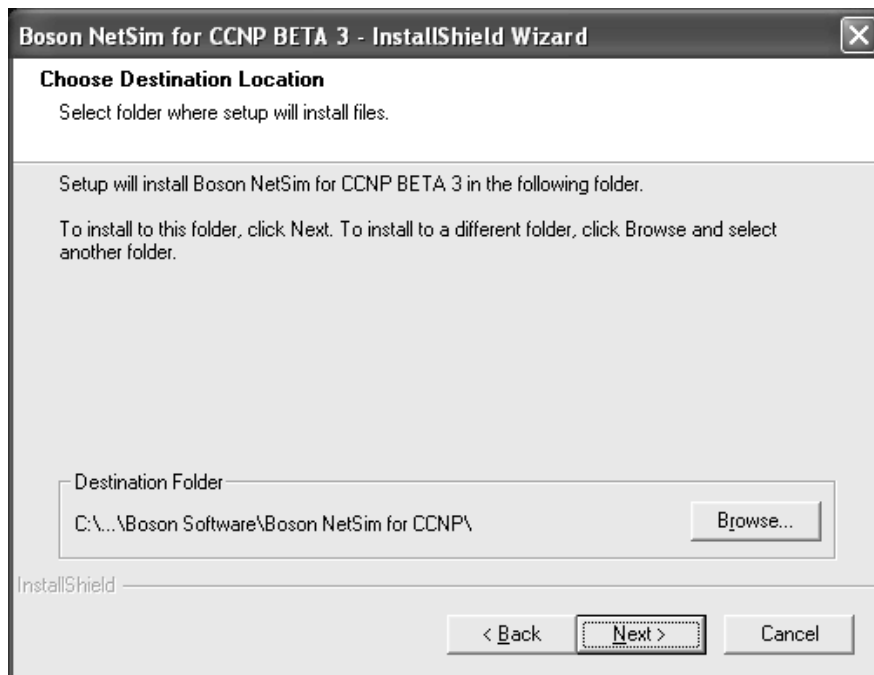 Boson NetSim for CCNP BETA 3 - InstallShield Wizard
Choose Destination Location
Select folder where setup will install files.
Setup will install Boson NetSim for CCNP BETA 3 in the following folder.
To install to this folder, click Next. To install to a different folder, click Browse and select
another folder.
Destination Folder
C:\...\Boson Software\Boson NetSim for CCNP\
Browse...
InstallShield
< Back
Next >
Cancel